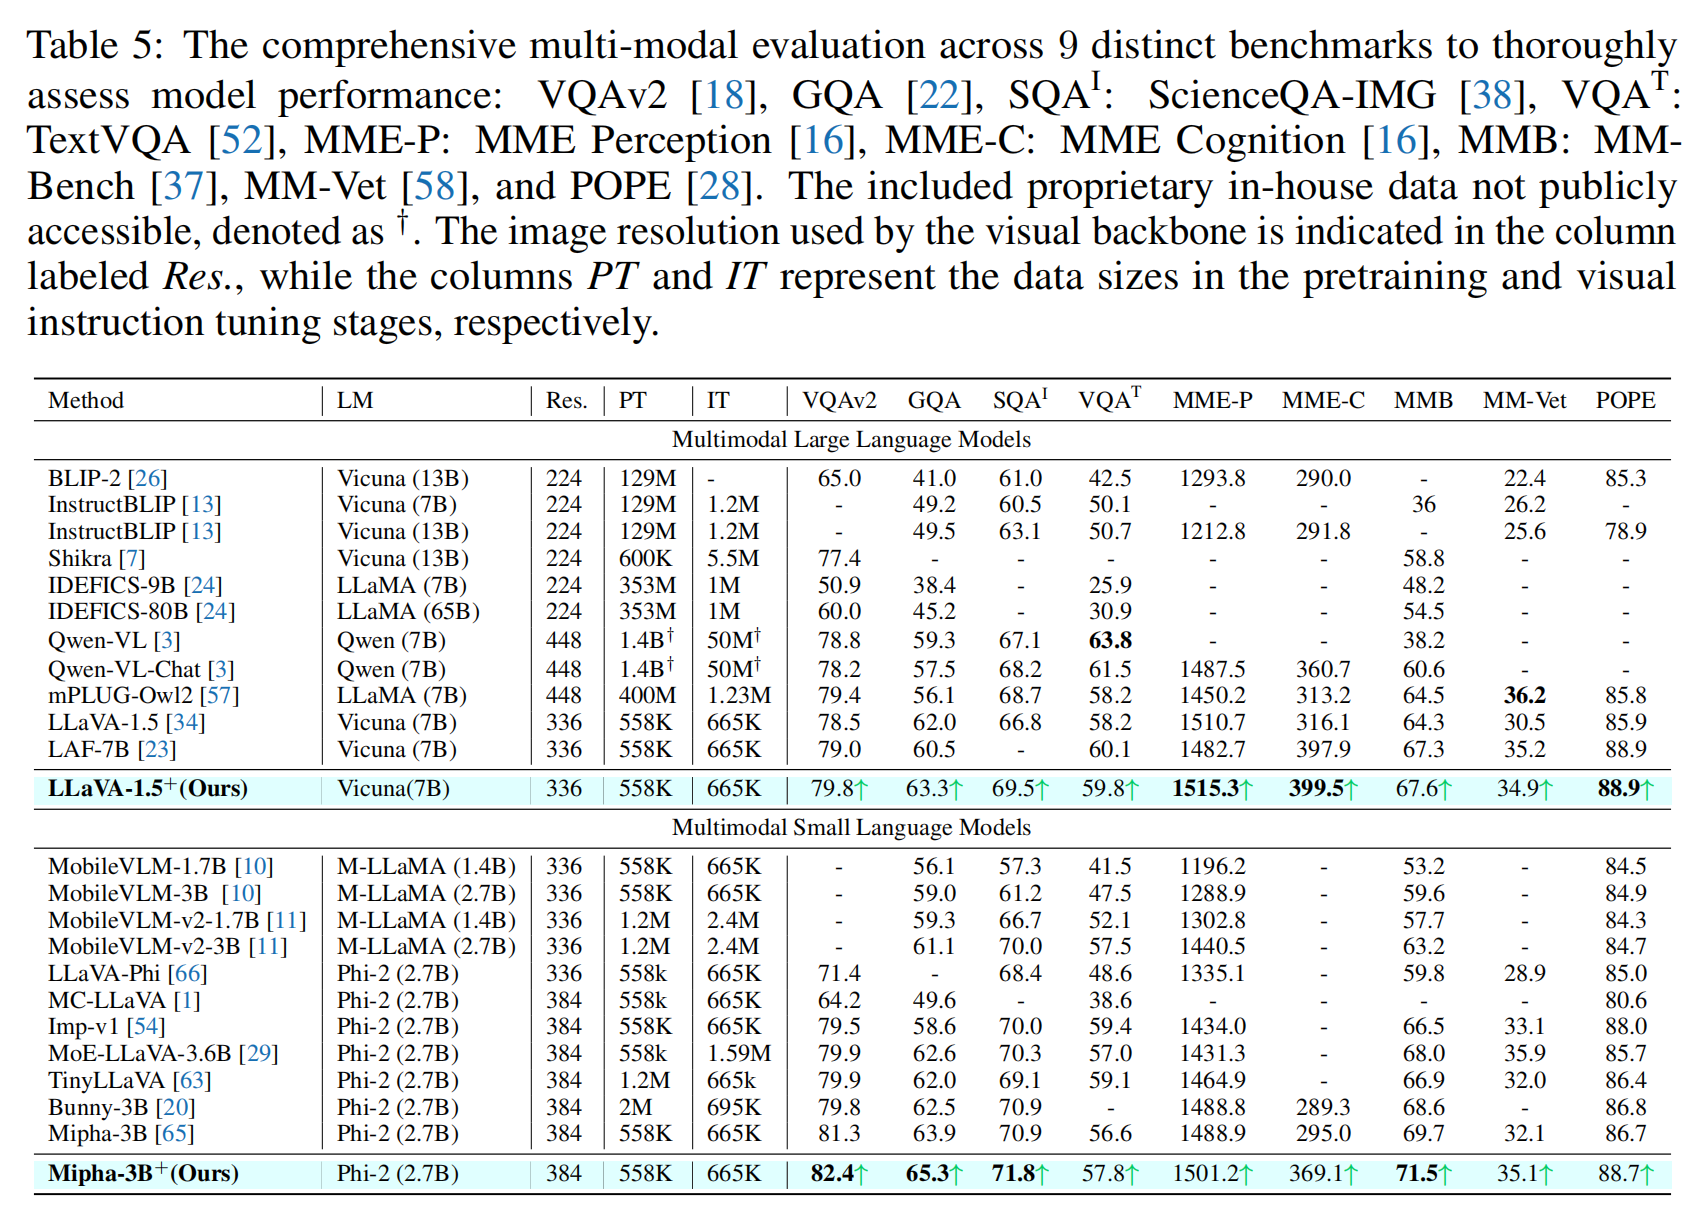 Table 5: The comprehensive multi-modal evaluation across 9 distinct benchmarks to thoroughly
assess model performance: VQAv2 [18], GQA [22], SQA^I: ScienceQA-IMG [38], VQA^T:
TextVQA [52], MME-P: MME Perception [16], MME-C: MME Cognition [16], MMB: MM-
Bench [37], MM-Vet [58], and POPE [28]. The included proprietary in-house data not publicly
accessible, denoted as †. The image resolution used by the visual backbone is indicated in the column
labeled Res., while the columns PT and IT represent the data sizes in the pretraining and visual
instruction tuning stages, respectively.
Method LM Res. PT IT VQAv2 GQA SQA^I VQA^T MME-P MME-C MMB MM-Vet POPE
Multimodal Large Language Models
BLIP-2 [26] Vicuna (13B) 224 129M - 65.0 41.0 61.0 42.5 1293.8 290.0 - 22.4 85.3
InstructBLIP [13] Vicuna (7B) 224 129M 1.2M - 49.2 60.5 50.1 - - 36 26.2 -
InstructBLIP [13] Vicuna (13B) 224 129M 1.2M - 49.5 63.1 50.7 1212.8 291.8 - 25.6 78.9
Shikra [7] Vicuna (13B) 224 600K 5.5M 77.4 - - - - - 58.8 - -
IDEFICS-9B [24] LLaMA (7B) 224 353M 1M 50.9 38.4 - 25.9 - - 48.2 - -
IDEFICS-80B [24] LLaMA (65B) 224 353M 1M 60.0 45.2 - 30.9 - - 54.5 - -
Qwen-VL [3] Qwen (7B) 448 1.4B† 50M† 78.8 59.3 67.1 63.8 - - 38.2 - -
Qwen-VL-Chat [3] Qwen (7B) 448 1.4B† 50M† 78.2 57.5 68.2 61.5 1487.5 360.7 60.6 - -
mPLUG-Owl2 [57] LLaMA (7B) 448 400M 1.23M 79.4 56.1 68.7 58.2 1450.2 313.2 64.5 36.2 85.8
LLaVA-1.5 [34] Vicuna (7B) 336 558K 665K 78.5 62.0 66.8 58.2 1510.7 316.1 64.3 30.5 85.9
LAF-7B [23] Vicuna (7B) 336 558K 665K 79.0 60.5 - 60.1 1482.7 397.9 67.3 35.2 88.9
LLaVA-1.5+(Ours) Vicuna(7B) 336 558K 665K 79.8↑ 63.3↑ 69.5↑ 59.8↑ 1515.3↑ 399.5↑ 67.6↑ 34.9↑ 88.9↑
Multimodal Small Language Models
MobileVLM-1.7B [10] M-LLaMA (1.4B) 336 558K 665K - 56.1 57.3 41.5 1196.2 - 53.2 - 84.5
MobileVLM-3B [10] M-LLaMA (2.7B) 336 558K 665K - 59.0 61.2 47.5 1288.9 - 59.6 - 84.9
MobileVLM-v2-1.7B [11] M-LLaMA (1.4B) 336 1.2M 2.4M - 59.3 66.7 52.1 1302.8 - 57.7 - 84.3
MobileVLM-v2-3B [11] M-LLaMA (2.7B) 336 1.2M 2.4M - 61.1 70.0 57.5 1440.5 - 63.2 - 84.7
LLaVA-Phi [66] Phi-2 (2.7B) 336 558k 665K 71.4 - 68.4 48.6 1335.1 - 59.8 28.9 85.0
MC-LLaVA [1] Phi-2 (2.7B) 384 558k 665K 64.2 49.6 - 38.6 - - - - 80.6
Imp-v1 [54] Phi-2 (2.7B) 384 558K 665K 79.5 58.6 70.0 59.4 1434.0 - 66.5 33.1 88.0
MoE-LLaVA-3.6B [29] Phi-2 (2.7B) 384 558k 1.59M 79.9 62.6 70.3 57.0 1431.3 - 68.0 35.9 85.7
TinyLLaVA [63] Phi-2 (2.7B) 384 1.2M 665k 79.9 62.0 69.1 59.1 1464.9 - 66.9 32.0 86.4
Bunny-3B [20] Phi-2 (2.7B) 384 2M 695K 79.8 62.5 70.9 - 1488.8 289.3 68.6 - 86.8
Mipha-3B [65] Phi-2 (2.7B) 384 558K 665K 81.3 63.9 70.9 56.6 1488.9 295.0 69.7 32.1 86.7
Mipha-3B+(Ours) Phi-2 (2.7B) 384 558K 665K 82.4↑ 65.3↑ 71.8↑ 57.8↑ 1501.2↑ 369.1↑ 71.5↑ 35.1↑ 88.7↑